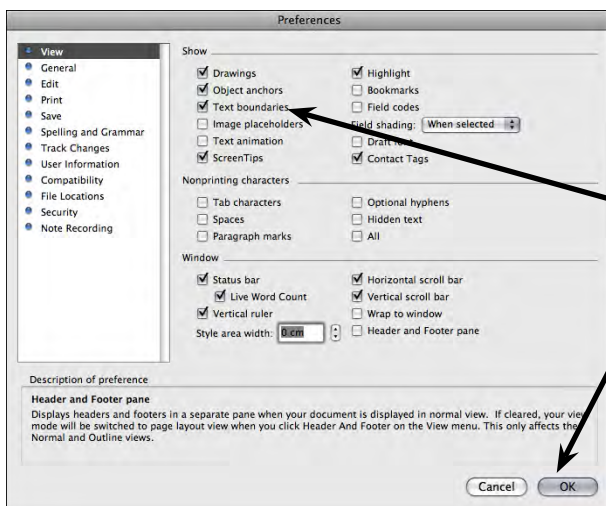 Preferences
View
General
Edit
Print
Save
Spelling and Grammar
Track Changes
User Information
Compatibility
File Locations
Security
Note Recording
Show
Drawings
Highlight
Object anchors
Bookmarks
Text boundaries
Field codes
Image placeholders
Field shading: When selected
Text animation
Draft font
ScreenTips
Contact Tags
Nonprinting characters
Tab characters
Optional hyphens
Spaces
Hidden text
Paragraph marks
All
Window
Status bar
Horizontal scroll bar
Live Word Count
Vertical scroll bar
Vertical ruler
Wrap to window
Style area width: 0 cm
Header and Footer pane
Description of preference
Header and Footer pane
Displays headers and footers in a separate pane when your document is displayed in normal view. If cleared, your view
mode will be switched to page layout view when you click Header And Footer on the View menu. This only affects the
Normal and Outline views.
Cancel OK